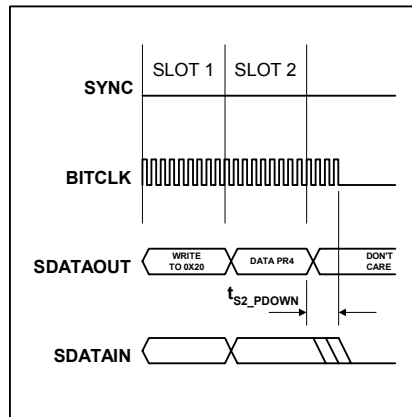 SLOT 1 SLOT 2
SYNC
BITCLK
SDATAOUT
WRITE
TO 0X20
DATA PR4
DON'T
CARE
tS2_PDOWN
SDATAIN